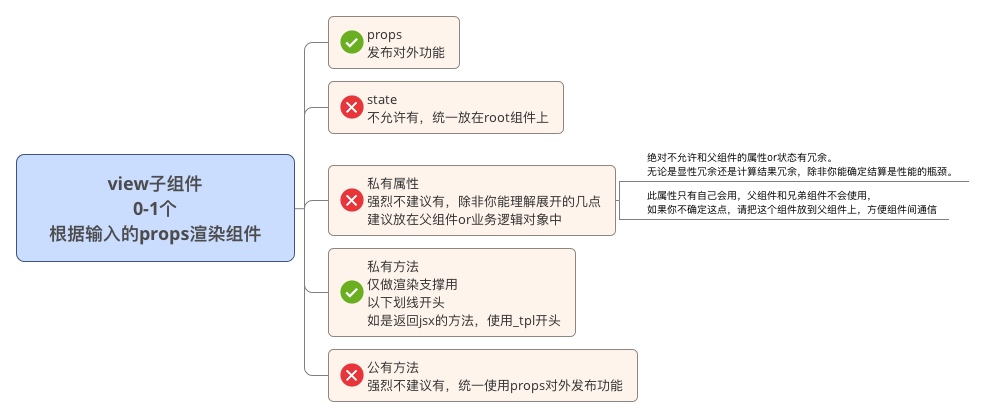 view子组件
0-1个
根据输入的props渲染组件
props
发布对外功能
state
不允许有，统一放在root组件上
私有属性
强烈不建议有，除非你能理解展开的几点
建议放在父组件or业务逻辑对象中
绝对不允许和父组件的属性or状态有冗余。
无论是显性冗余还是计算结果冗余，除非你能确定结算是性能的瓶颈。
此属性只有自己会用，父组件和兄弟组件不会使用，
如果你不确定这点，请把这个组件放到父组件上，方便组件间通信
私有方法
仅做渲染支撑用
以下划线开头
如是返回jsx的方法，使用_tpl开头
公有方法
强烈不建议有，统一使用props对外发布功能